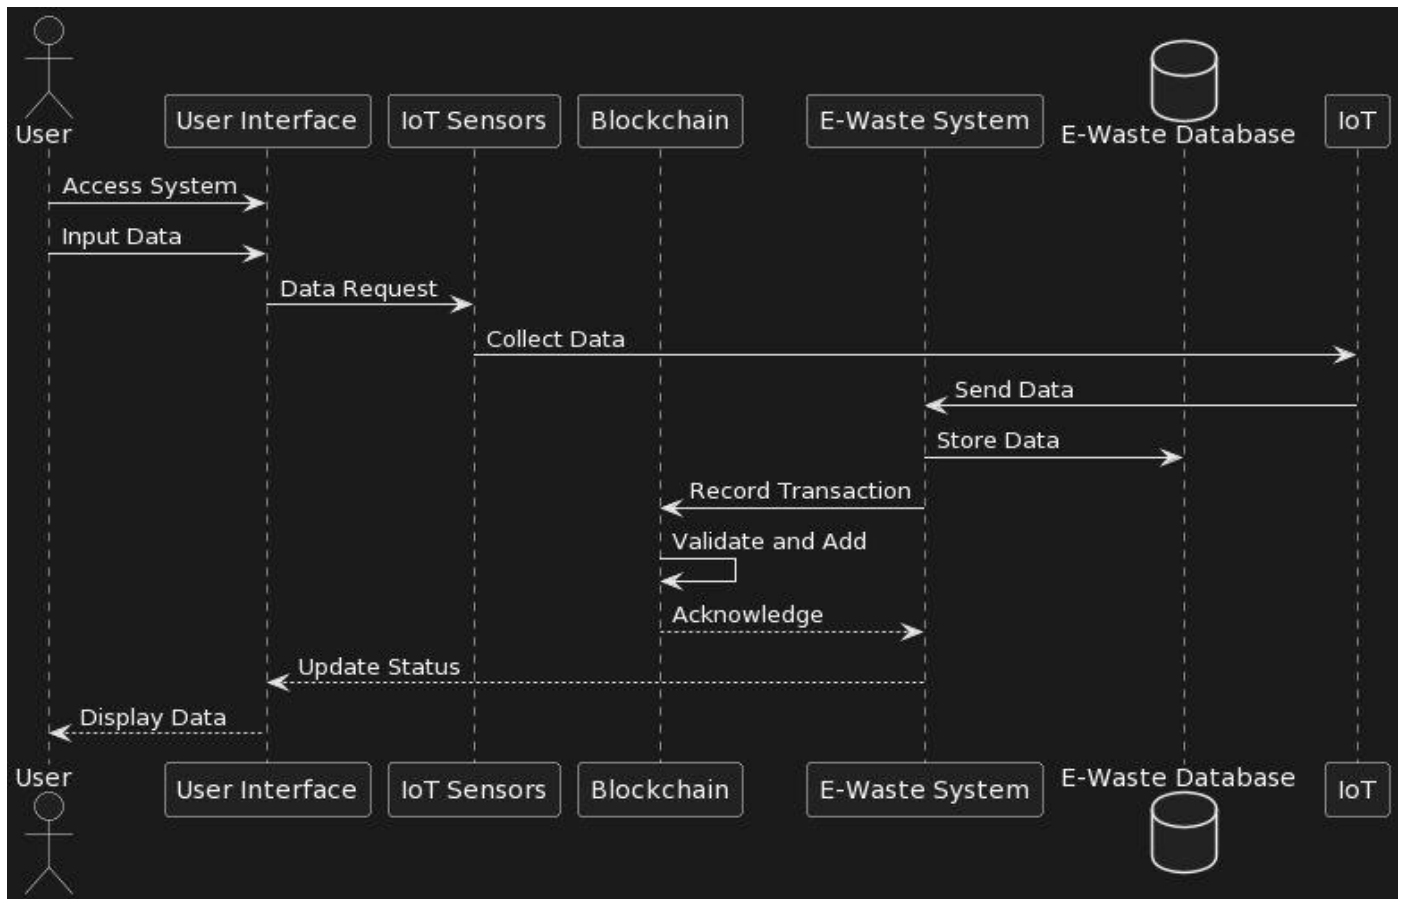 User
User Interface
IoT Sensors
Blockchain
E-Waste System
E-Waste Database
IoT
Access System
Input Data
Data Request
Collect Data
Send Data
Store Data
Record Transaction
Validate and Add
Acknowledge
Update Status
Display Data
User
User Interface
IoT Sensors
Blockchain
E-Waste System
E-Waste Database
IoT